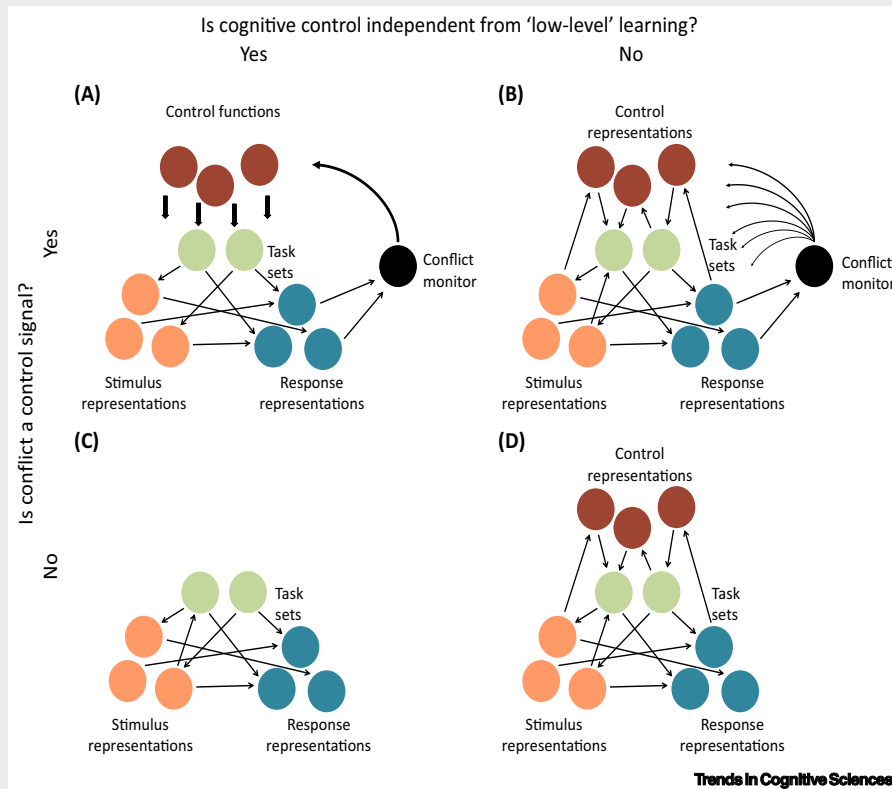 Is cognitive control independent from ‘low-level’ learning?
Yes
No
Is conflict a control signal?
Yes
No
(A)
Control functions
Task
sets
Conflict
monitor
Stimulus
representations
Response
representations
(B)
Control
representations
Task
sets
Conflict
monitor
Stimulus
representations
Response
representations
(C)
Task
sets
Stimulus
representations
Response
representations
(D)
Control
representations
Task
sets
Stimulus
representations
Response
representations
Trends in Cognitive Sciences